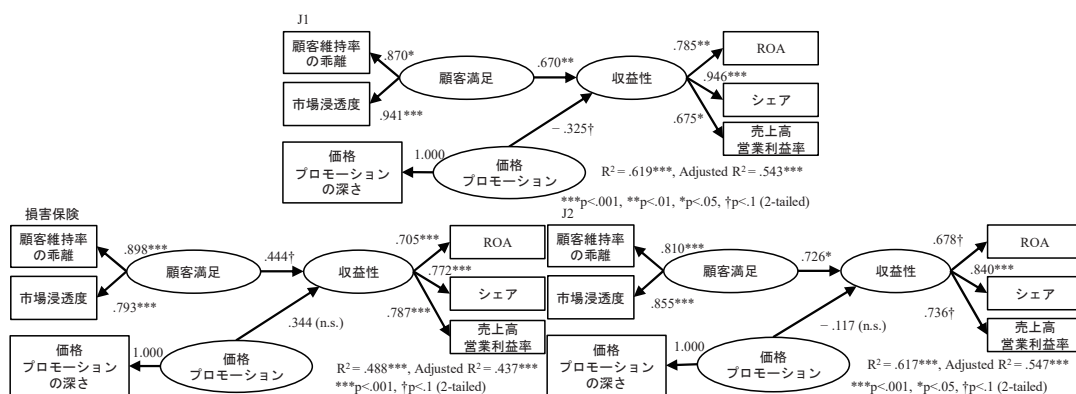 J1
顧客維持率
の乖離
.870*
顧客満足
.670**
収益性
.785**
ROA
市場浸透度
.941***
.946***
シェア
.675*
売上高
営業利益率
− .325†
価格
プロモーション
の深さ
1.000
価格
プロモーション
R² = .619***, Adjusted R² = .543***
***p<.001, **p<.01, *p<.05, †p<.1 (2-tailed)
損害保険
顧客維持率
の乖離
.898***
顧客満足
.444†
収益性
.705***
ROA
市場浸透度
.793***
.772***
シェア
.787***
売上高
営業利益率
.344 (n.s.)
価格
プロモーション
の深さ
1.000
価格
プロモーション
R² = .488***, Adjusted R² = .437***
***p<.001, †p<.1 (2-tailed)
J2
顧客維持率
の乖離
.810***
顧客満足
.726*
収益性
.678†
ROA
市場浸透度
.855***
.840***
シェア
.736†
売上高
営業利益率
− .117 (n.s.)
価格
プロモーション
の深さ
1.000
価格
プロモーション
R² = .617***, Adjusted R² = .547***
***p<.001, *p<.05, †p<.1 (2-tailed)